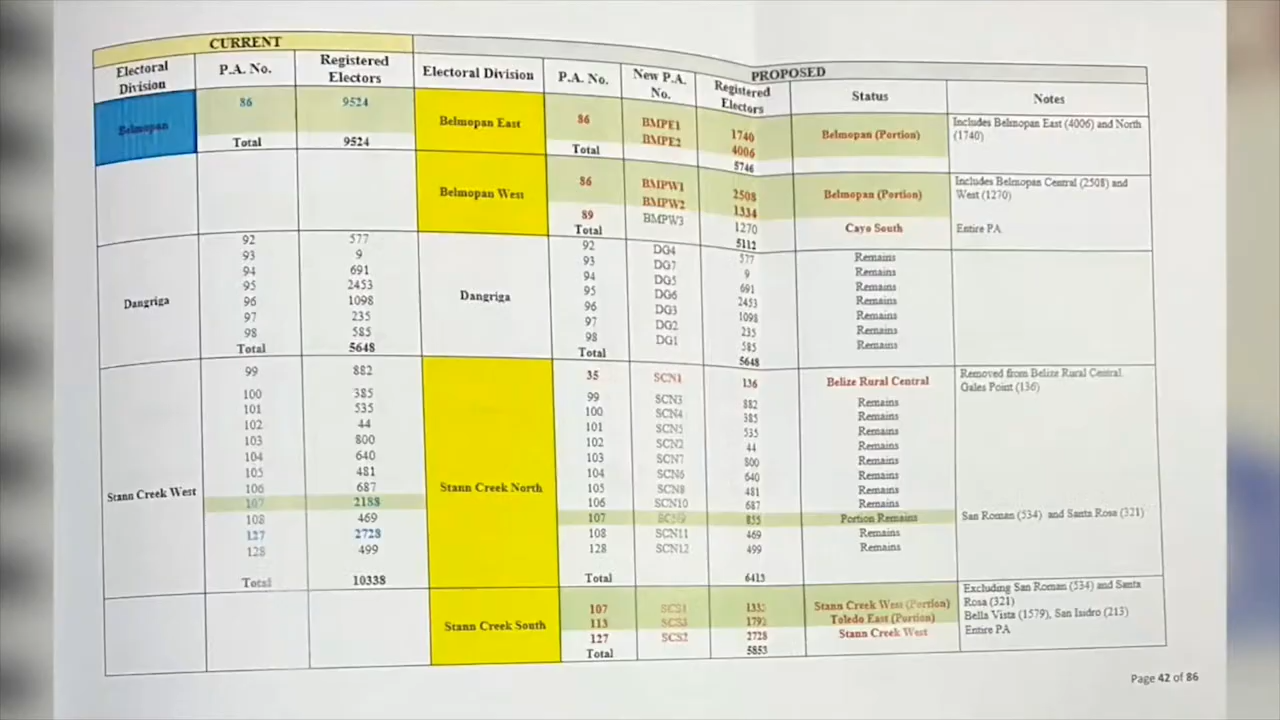 CURRENT
PROPOSED
Electoral Division | P.A. No. | Registered Electors | Electoral Division | P.A. No. | New P.A. No. | Registered Electors | Status | Notes
Belmopan | 86 | 9524 | Belmopan East | 86 | BMPE1 | 1740 | Belmopan (Portion) | Includes Belmopan East (4006) and North (1740)
BMPE2 | 4006
Total | 9524 | Total | 5746
Belmopan West | 86 | BMPW1 | 2508 | Belmopan (Portion) | Includes Belmopan Central (2508) and West (1270)
BMPW2 | 1334
89 | BMPW3 | 1270 | Cayo South | Entire PA
Total | 5112
Dangriga | 92 | 577 | Dangriga | 92 | DG4 | 577 | Remains
93 | 9 | 93 | DG7 | 9 | Remains
94 | 691 | 94 | DG5 | 691 | Remains
95 | 2453 | 95 | DG6 | 2453 | Remains
96 | 1098 | 96 | DG3 | 1098 | Remains
97 | 235 | 97 | DG2 | 235 | Remains
98 | 585 | 98 | DG1 | 585 | Remains
Total | 5648 | Total | 5648
Stann Creek West | 99 | 882 | Stann Creek North | 35 | SCN1 | 136 | Belize Rural Central | Removed from Belize Rural Central. Gales Point (136)
100 | 385 | 99 | SCN3 | 882 | Remains
101 | 535 | 100 | SCN4 | 385 | Remains
102 | 44 | 101 | SCN5 | 535 | Remains
103 | 800 | 102 | SCN2 | 44 | Remains
104 | 640 | 103 | SCN7 | 800 | Remains
105 | 481 | 104 | SCN6 | 640 | Remains
106 | 687 | 105 | SCN8 | 481 | Remains
107 | 2188 | 106 | SCN10 | 687 | Remains
108 | 469 | 107 | SCN9 | 855 | Portion Remains | San Roman (534) and Santa Rosa (321)
127 | 2728 | 108 | SCN11 | 469 | Remains
128 | 499 | 128 | SCN12 | 499 | Remains
Total | 10338 | Total | 6413
Stann Creek South | 107 | SCS1 | 1333 | Stann Creek West (Portion) | Excluding San Roman (534) and Santa Rosa (321)
113 | SCS3 | 1792 | Toledo East (Portion) | Bella Vista (1579), San Isidro (213)
127 | SCS2 | 2728 | Stann Creek West | Entire PA
Total | 5853
Page 42 of 86